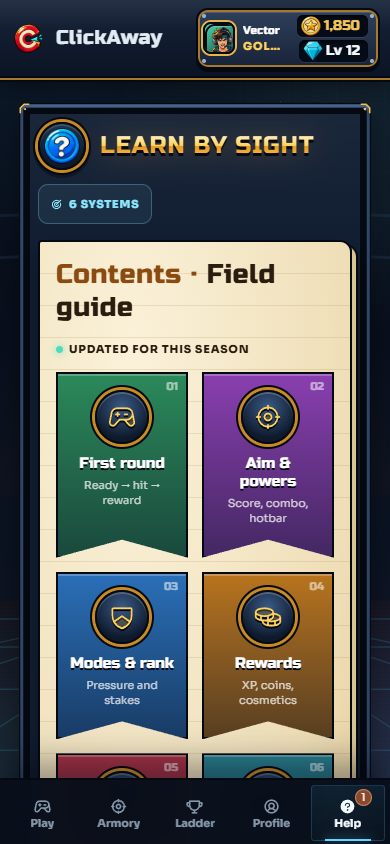 ClickAway
Vector
GOL...
1,850
Lv 12
LEARN BY SIGHT
6 SYSTEMS
Contents · Field
guide
UPDATED FOR THIS SEASON
01
First round
Ready → hit →
reward
02
Aim &
powers
Score, combo,
hotbar
03
Modes & rank
Pressure and
stakes
04
Rewards
XP, coins,
cosmetics
05
06
Play
Armory
Ladder
Profile
1
Help